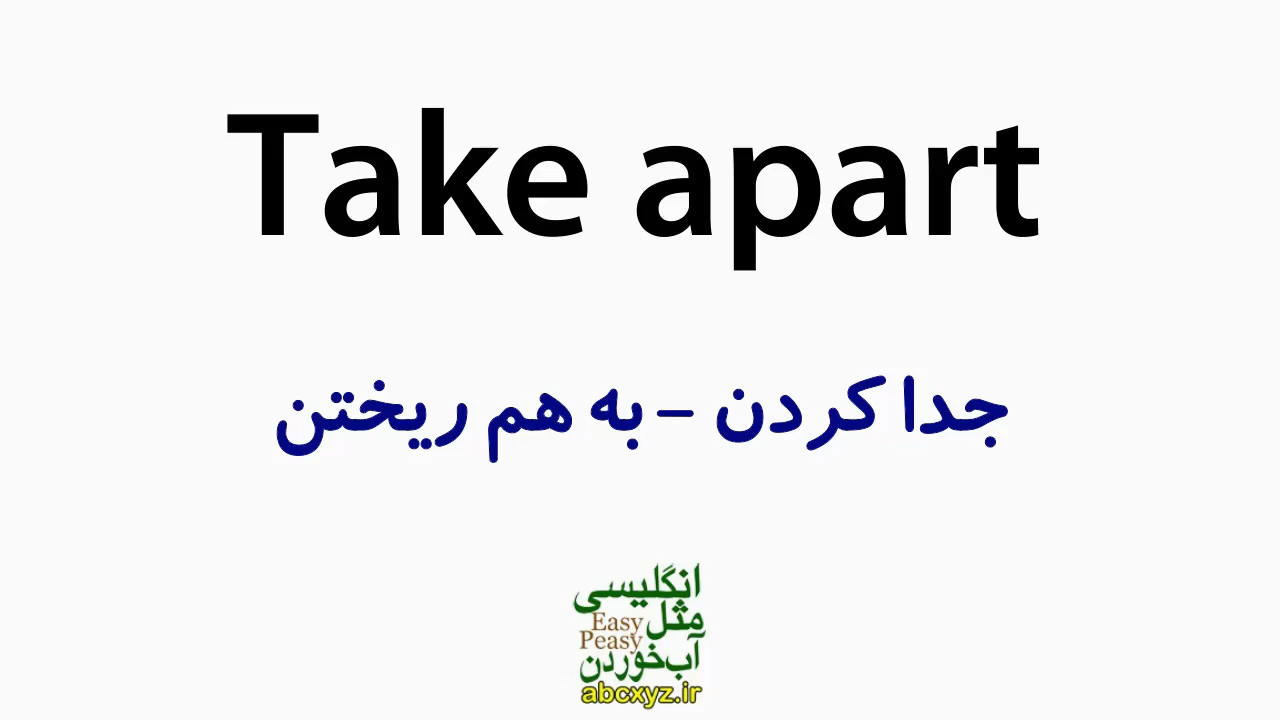 Take apart
جدا کردن – به هم ریختن
انگلیسی
مثل Easy
Peasy
آب‌خوردن
abcxyz.ir